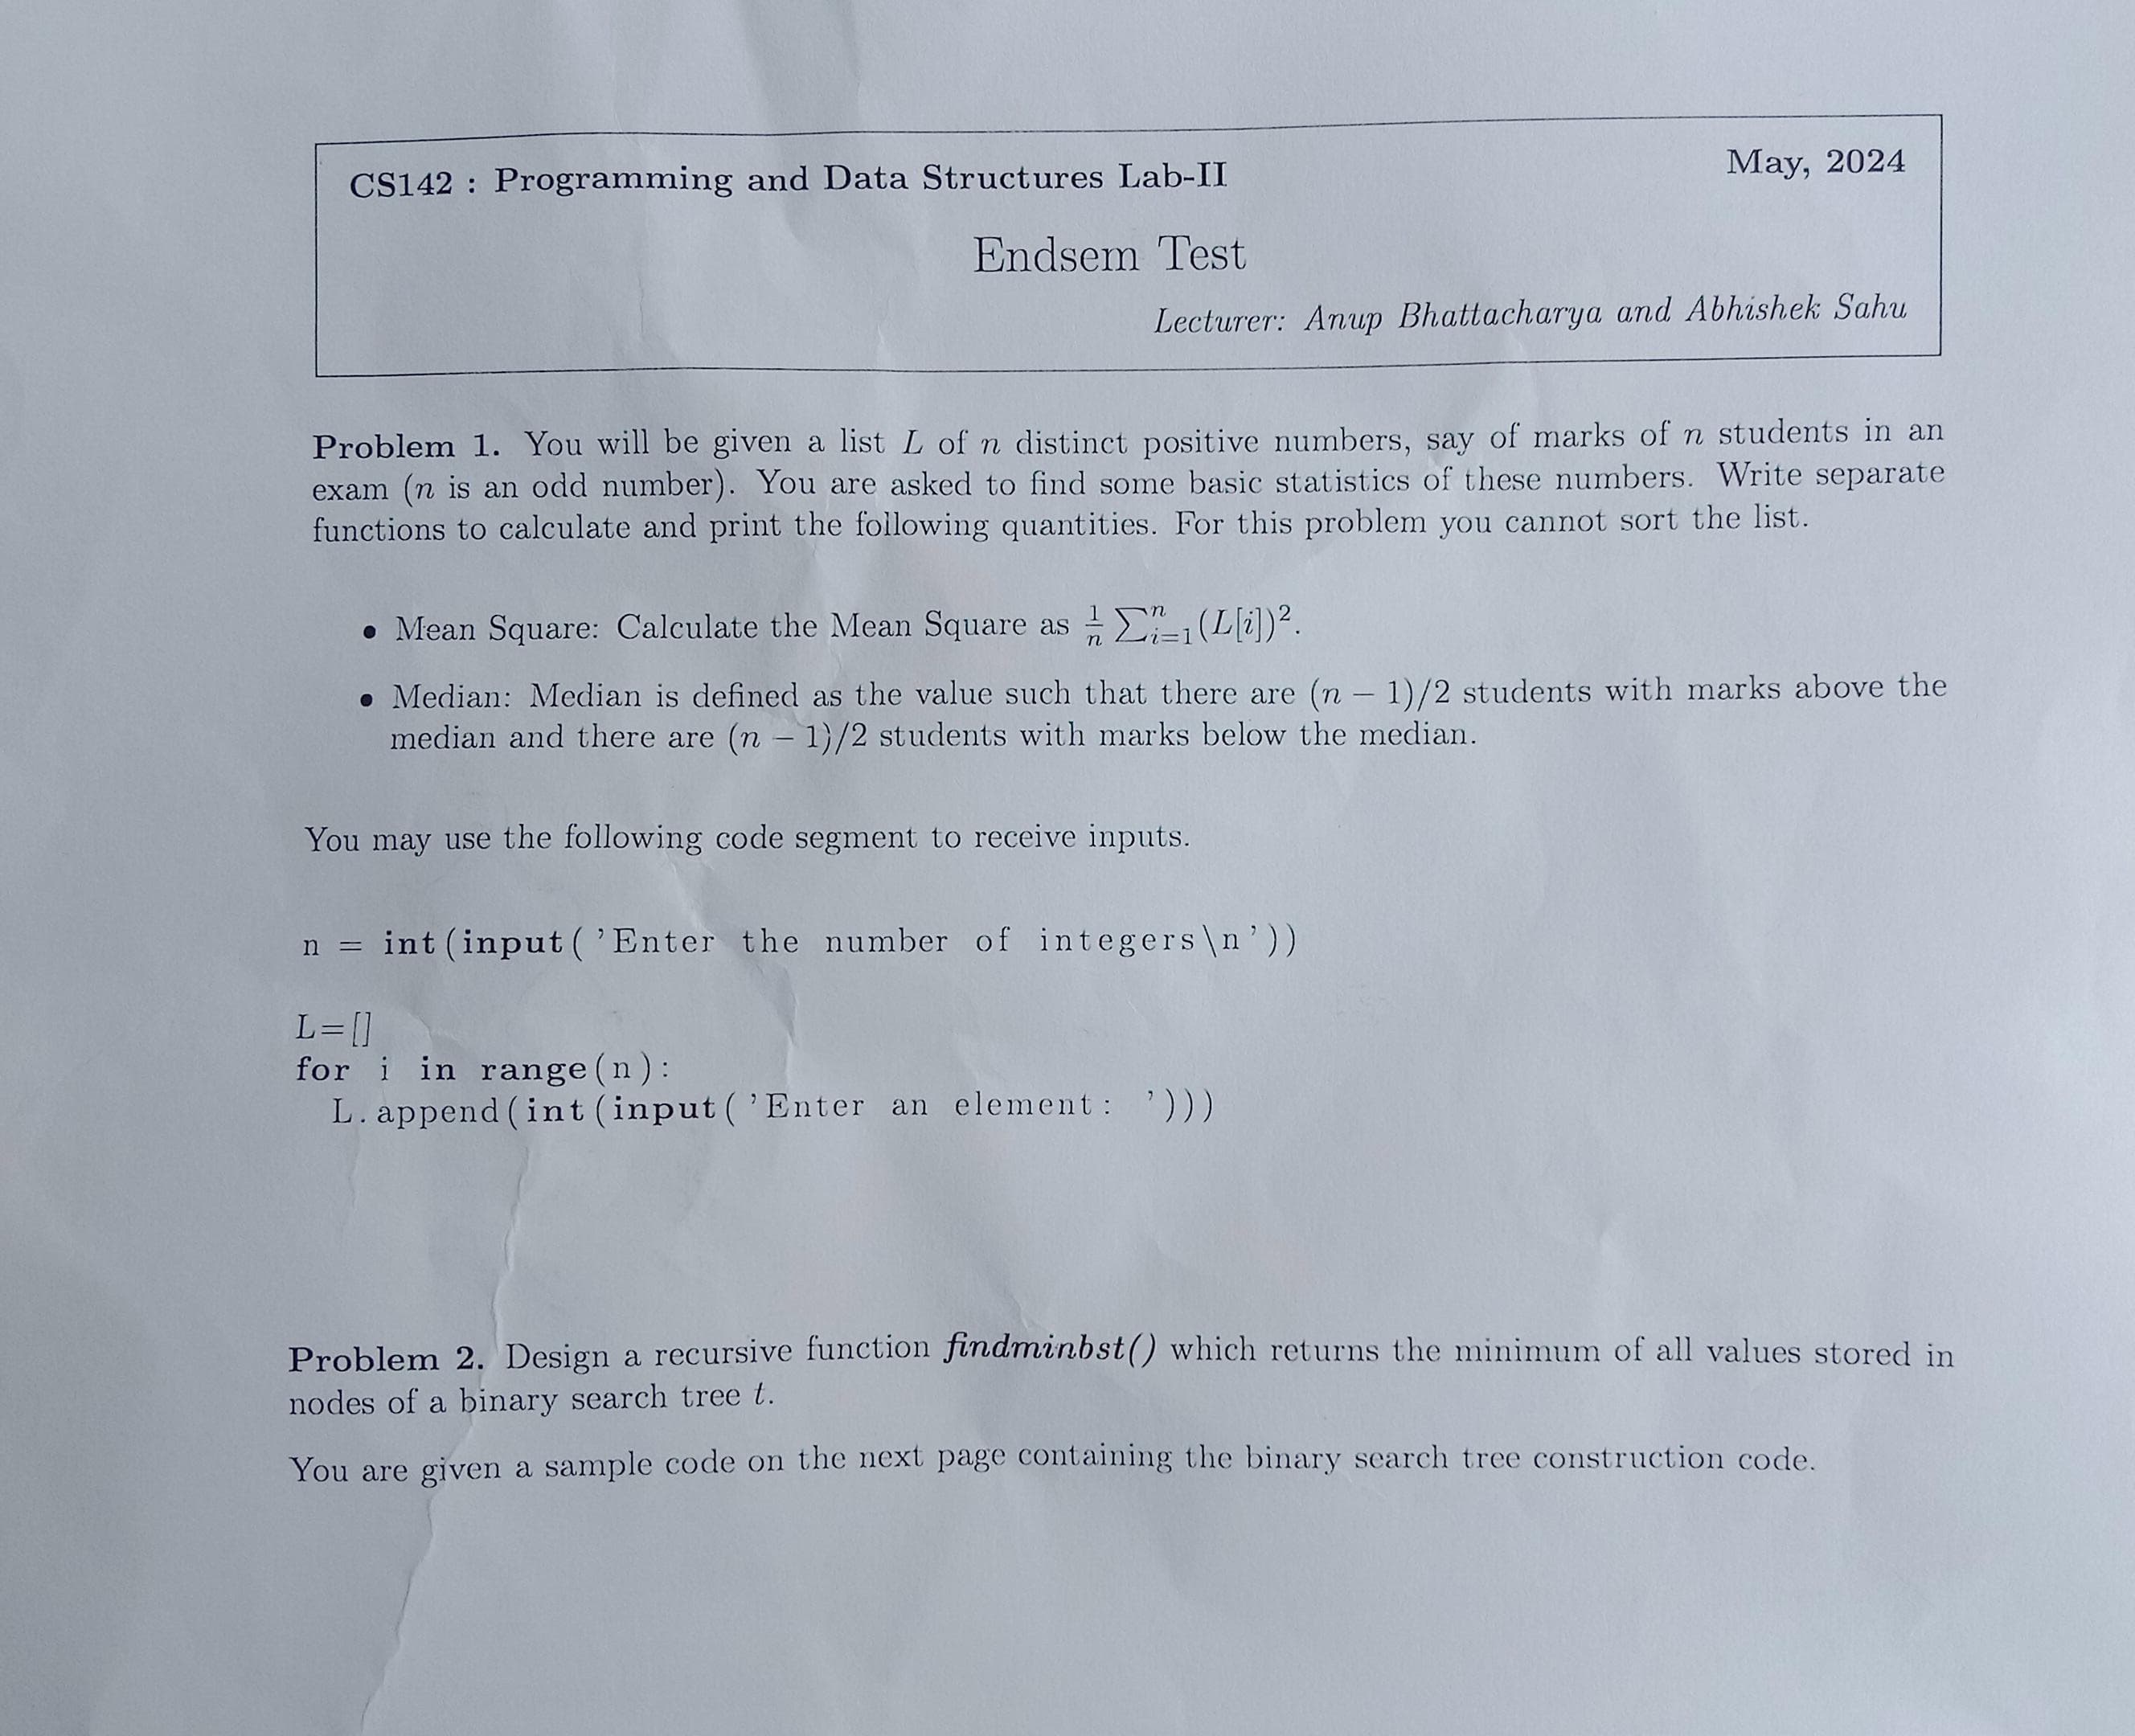 CS142 : Programming and Data Structures Lab-II May, 2024
Endsem Test
Lecturer: Anup Bhattacharya and Abhishek Sahu
Problem 1. You will be given a list L of n distinct positive numbers, say of marks of n students in an
exam (n is an odd number). You are asked to find some basic statistics of these numbers. Write separate
functions to calculate and print the following quantities. For this problem you cannot sort the list.
• Mean Square: Calculate the Mean Square as $\frac{1}{n} \sum_{i=1}^{n} (L[i])^2$.
• Median: Median is defined as the value such that there are (n − 1)/2 students with marks above the
median and there are (n − 1)/2 students with marks below the median.
You may use the following code segment to receive inputs.
n = int(input('Enter the number of integers\n'))
L=[]
for i in range(n):
L.append(int(input('Enter an element: ')))
Problem 2. Design a recursive function findminbst() which returns the minimum of all values stored in
nodes of a binary search tree t.
You are given a sample code on the next page containing the binary search tree construction code.